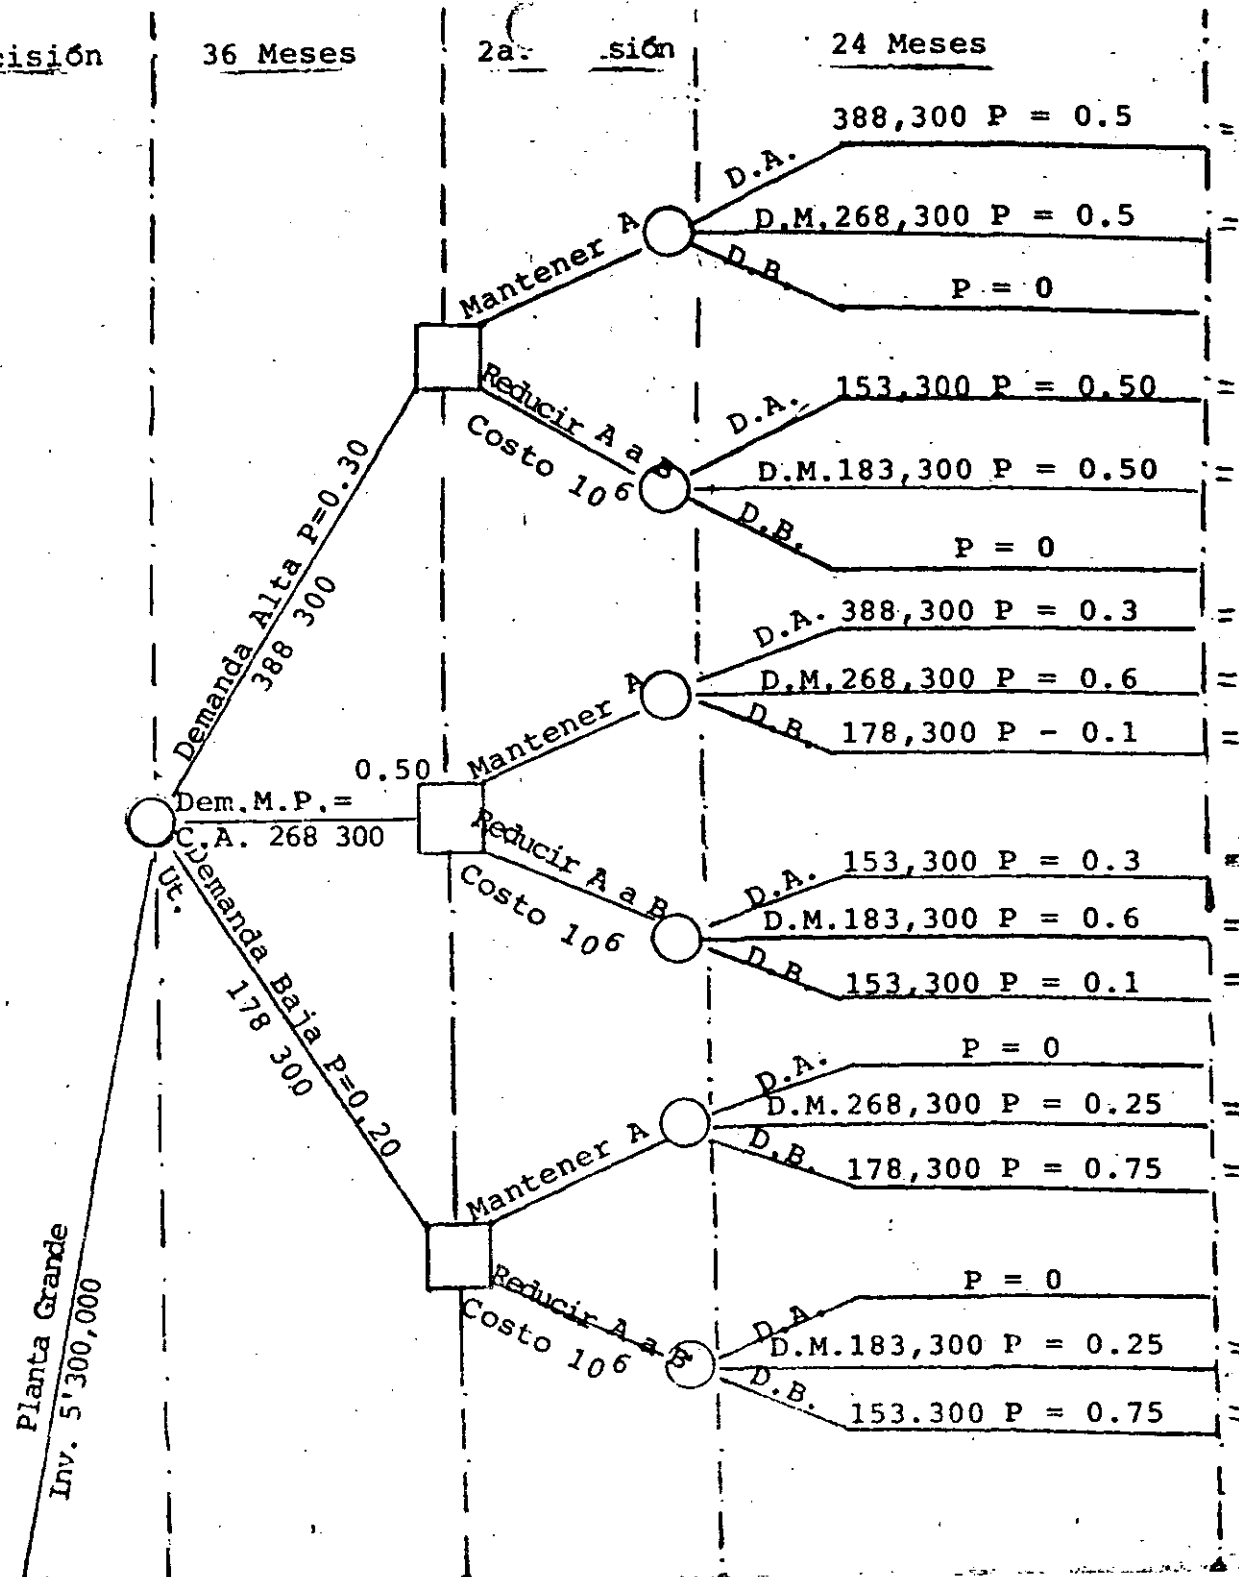 cisión 36 Meses 2a. sión 24 Meses
388,300 P = 0.5
D.A.
Mantener A
D.M.268,300 P = 0.5
D.B.
P = 0
Reducir A a B
Costo 10⁶
D.A.
153,300 P = 0.50
D.M.183,300 P = 0.50
D.B.
P = 0
Demanda Alta P=0.30
388 300
D.A. 388,300 P = 0.3
Mantener A
D.M.268,300 P = 0.6
D.B. 178,300 P - 0.1
0.50
Dem.M.P.=
C.A. 268 300
Reducir A a B
Costo 10⁶
D.A. 153,300 P = 0.3
D.M.183,300 P = 0.6
D.B. 153,300 P = 0.1
Ut.
Demanda Baja P=0,20
178 300
P = 0
D.A.
Mantener A
D.M.268,300 P = 0.25
D.B. 178,300 P = 0.75
Reducir A a B
Costo 10⁶
P = 0
D.A.
D.M.183,300 P = 0.25
D.B. 153.300 P = 0.75
Planta Grande
Inv. 5'300,000